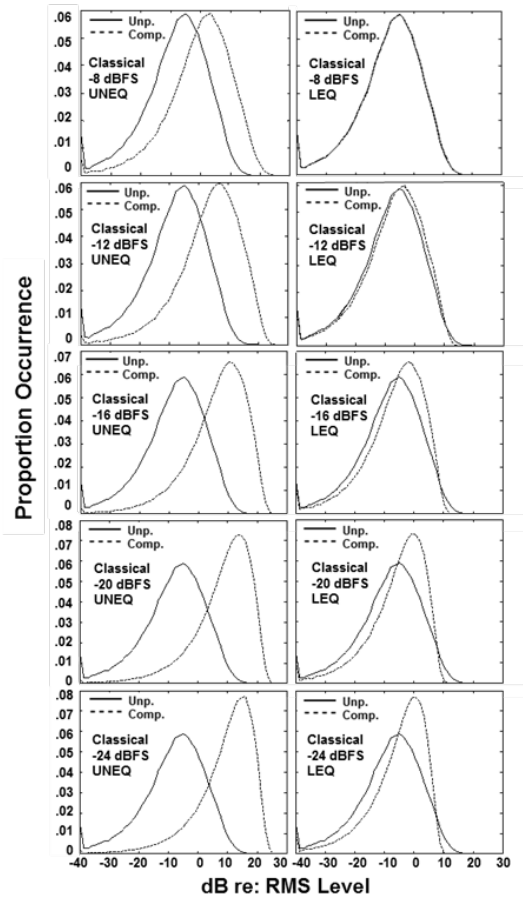 .06
.05
.04
.03
.02
.01
0
Unp.
Comp.
Classical
-8 dBFS
UNEQ
Unp.
Comp.
Classical
-8 dBFS
LEQ
.06
.05
.04
.03
.02
.01
0
Unp.
Comp.
Classical
-12 dBFS
UNEQ
Unp.
Comp.
Classical
-12 dBFS
LEQ
Proportion Occurrence
.07
.06
.05
.04
.03
.02
.01
0
Unp.
Comp.
Classical
-16 dBFS
UNEQ
Unp.
Comp.
Classical
-16 dBFS
LEQ
.08
.07
.06
.05
.04
.03
.02
.01
0
Unp.
Comp.
Classical
-20 dBFS
UNEQ
Unp.
Comp.
Classical
-20 dBFS
LEQ
.08
.07
.06
.05
.04
.03
.02
.01
0
Unp.
Comp.
Classical
-24 dBFS
UNEQ
Unp.
Comp.
Classical
-24 dBFS
LEQ
-40 -30 -20 -10 0 10 20 30
-40 -30 -20 -10 0 10 20 30
dB re: RMS Level